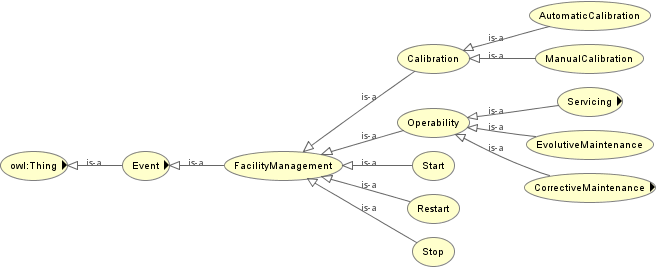 AutomaticCalibration
is-a
Calibration
is-a
ManualCalibration
is-a
Servicing
is-a
Operability
is-a
EvolutiveMaintenance
is-a
CorrectiveMaintenance
owl:Thing
is-a
Event
is-a
FacilityManagement
is-a
Start
is-a
Restart
is-a
Stop